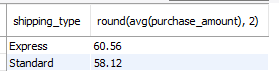 shipping_type round(avg(purchase_amount), 2)
Express 60.56
Standard 58.12